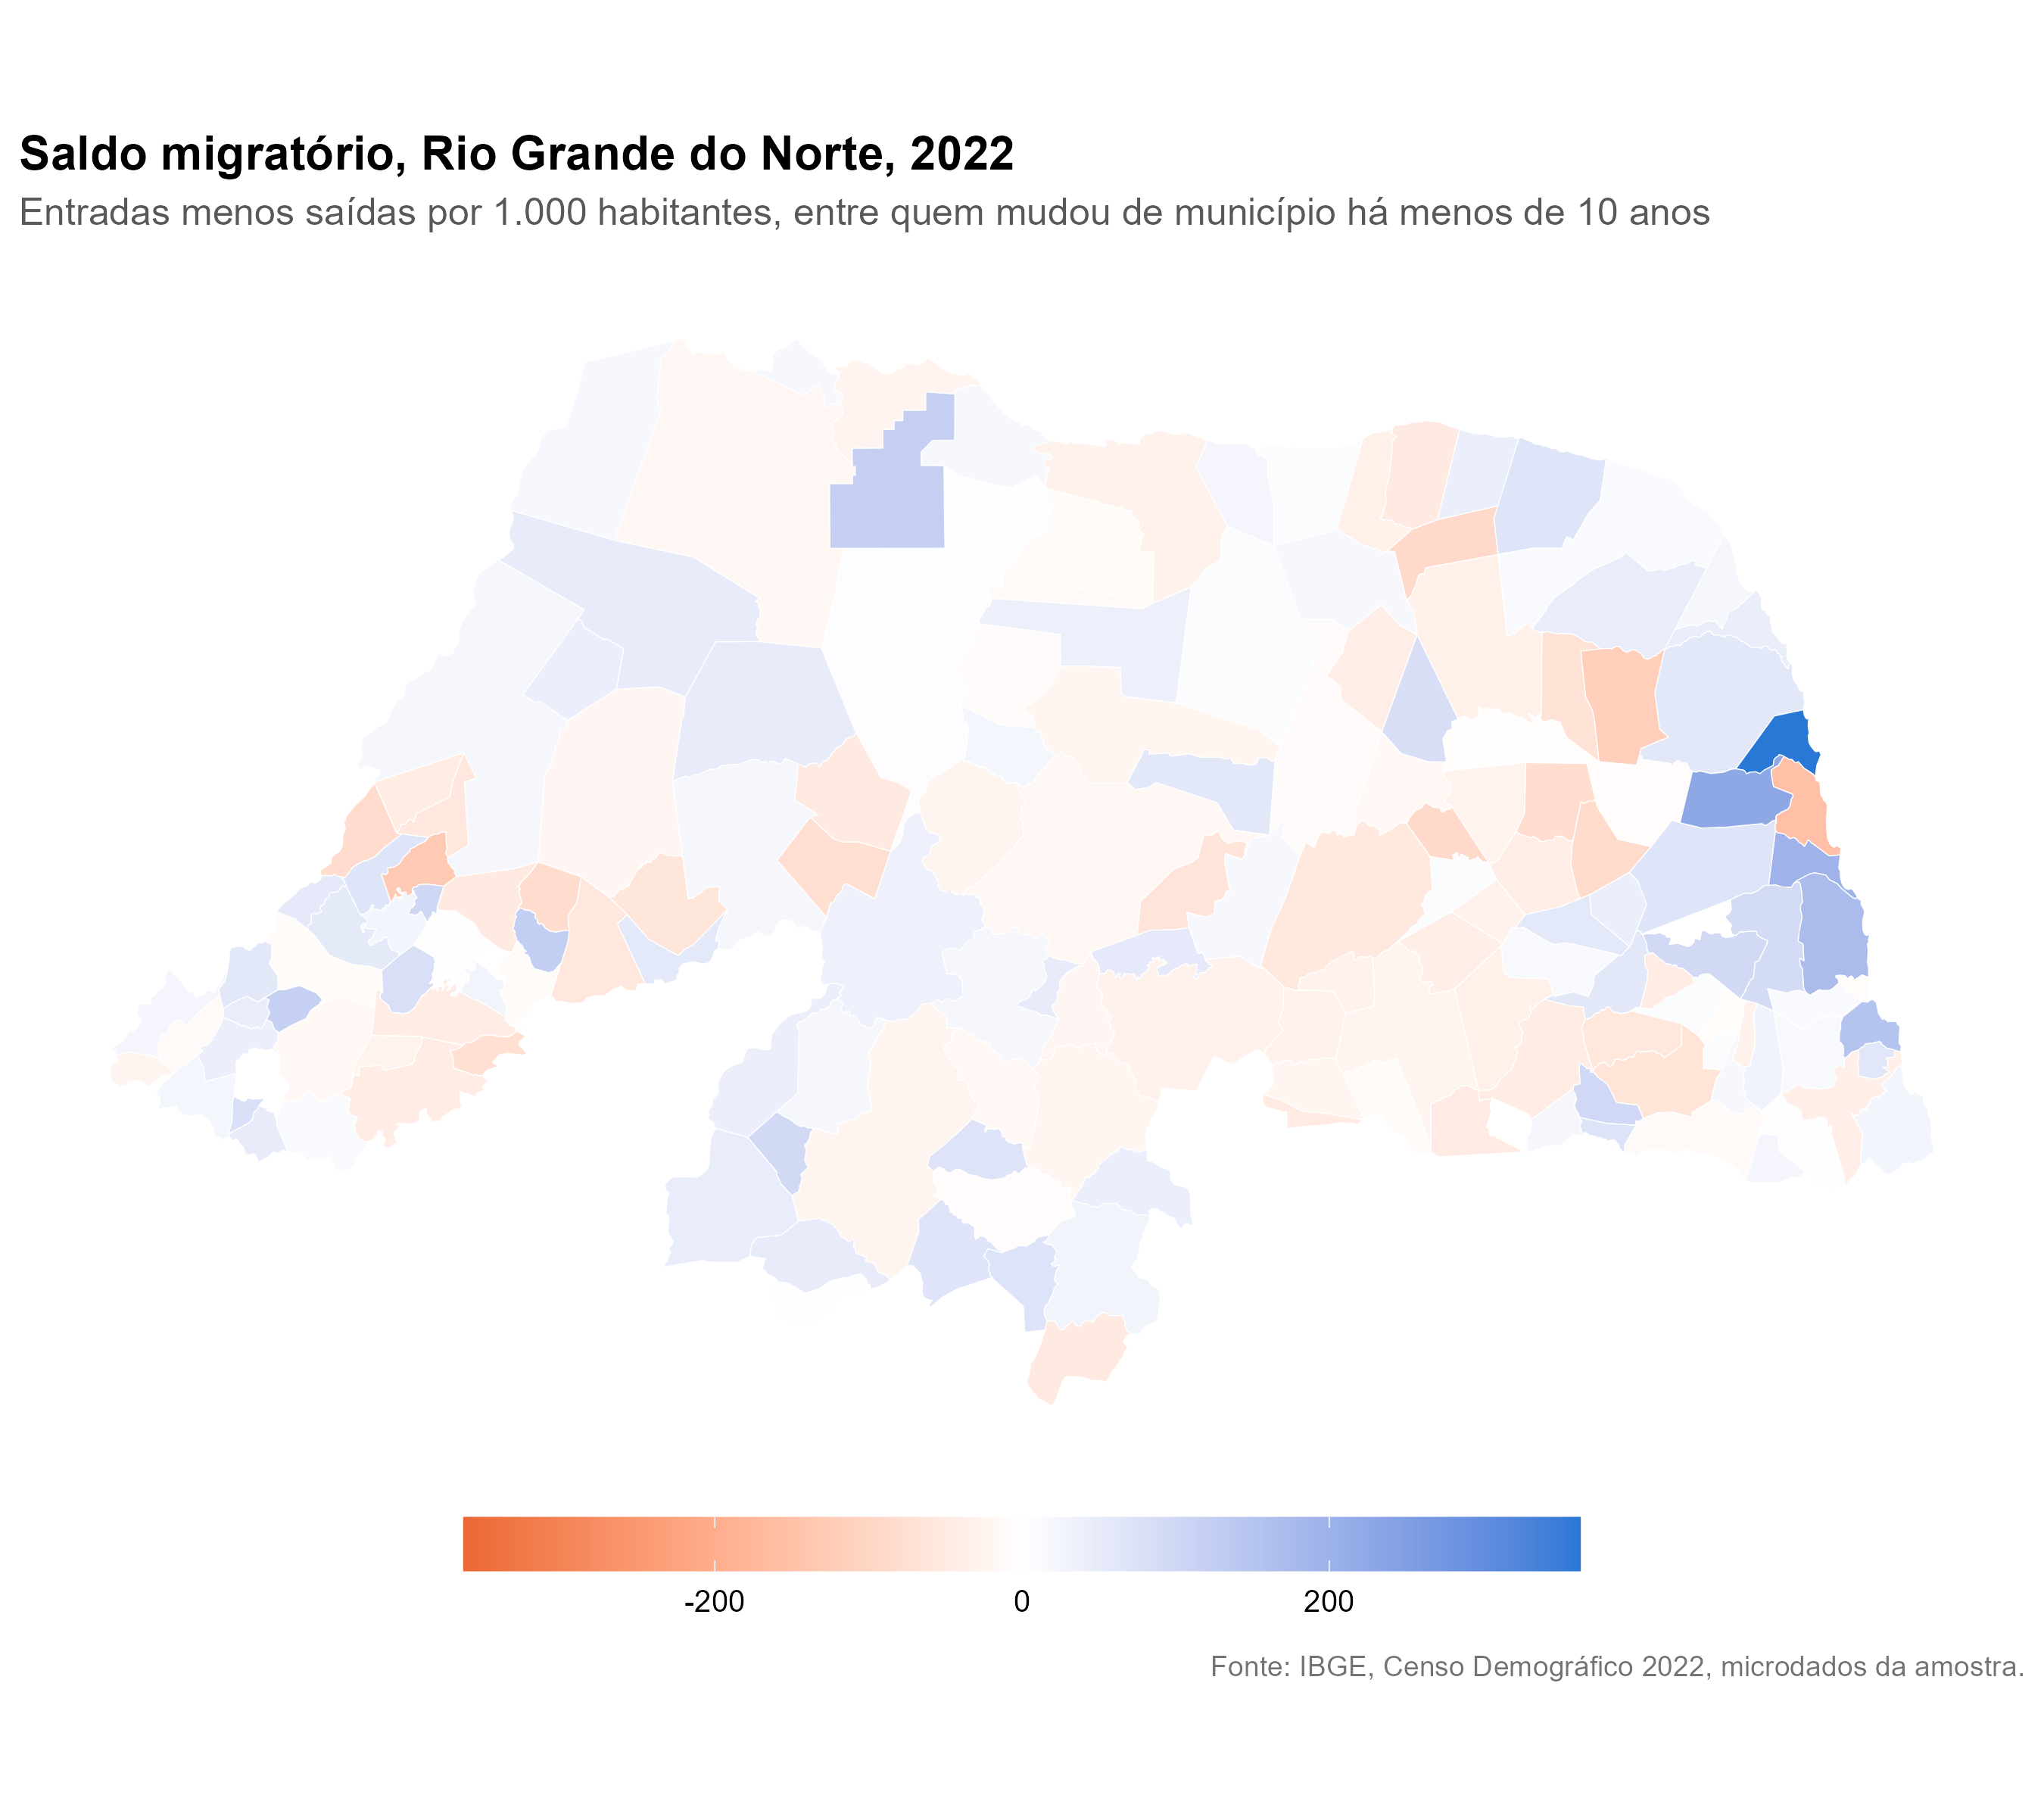 Saldo migratório, Rio Grande do Norte, 2022
Entradas menos saídas por 1.000 habitantes, entre quem mudou de município há menos de 10 anos
-200
0
200
Fonte: IBGE, Censo Demográfico 2022, microdados da amostra.